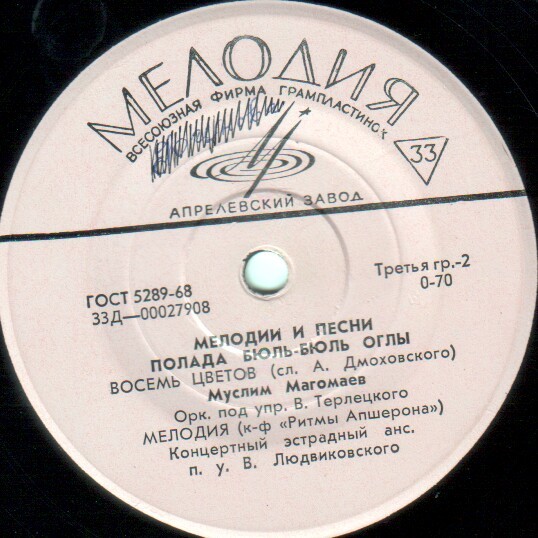 МЕЛОДИЯ
ВСЕСОЮЗНАЯ ФИРМА ГРАМПЛАСТИНОК
33
АПРЕЛЕВСКИЙ ЗАВОД
ГОСТ 5289-68
33Д—00027908
Третья гр.-2
0-70
МЕЛОДИИ И ПЕСНИ
ПОЛАДА БЮЛЬ-БЮЛЬ ОГЛЫ
ВОСЕМЬ ЦВЕТОВ (сл. А. Дмоховского)
Муслим Магомаев
Орк. под упр. В. Терлецкого
МЕЛОДИЯ (к-ф «Ритмы Апшерона»)
Концертный эстрадный анс.
п. у. В. Людвиковского